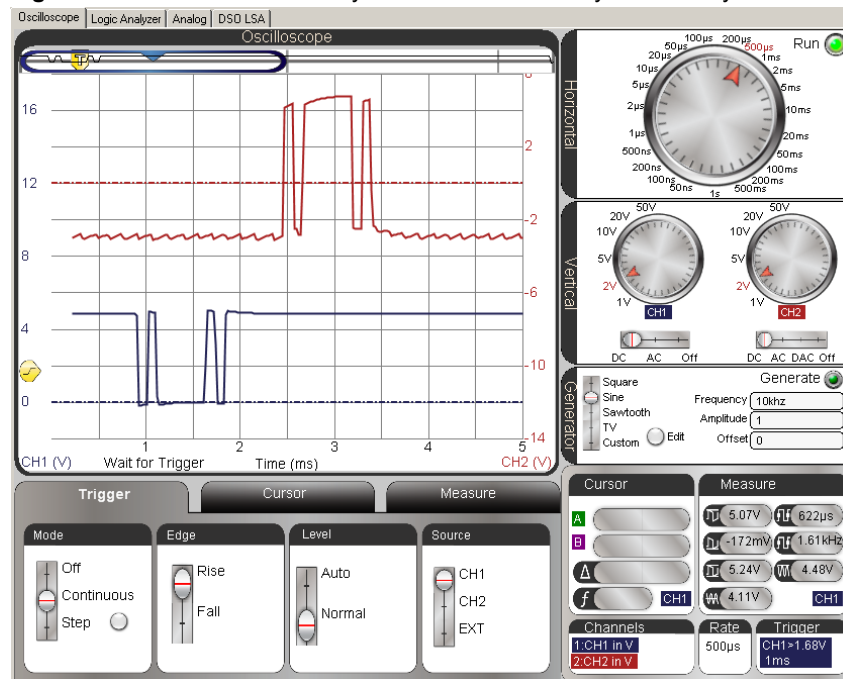 Oscilloscope Logic Analyzer Analog DSO LSA
Oscilloscope
T
16
12
8
4
0
2
-2
-6
-10
-14
1 2 3 4 5
CH1 (V) Wait for Trigger Time (ms) CH2 (V)
Horizontal
Run
1s
50ns
100ns
200ns
500ns
1µs
2µs
5µs
10µs
20µs
50µs
100µs
200µs
500µs
1ms
2ms
5ms
10ms
20ms
50ms
100ms
200ms
500ms
Vertical
50V
20V
10V
5V
2V
1V
CH1
DC AC Off
50V
20V
10V
5V
2V
1V
CH2
DC AC DAC Off
Generator
Square
Sine
Sawtooth
TV
Custom
Edit
Generate
Frequency 10khz
Amplitude 1
Offset 0
Trigger Cursor Measure
Mode
Off
Continuous
Step
Edge
Rise
Fall
Level
Auto
Normal
Source
CH1
CH2
EXT
Cursor
A
B
Δ
f CH1
Measure
5.07V 622µs
-172mV 1.61kHz
5.24V 4.48V
4.11V CH1
Channels
1:CH1 in V
2:CH2 in V
Rate
500µs
Trigger
CH1>1.68V
1ms